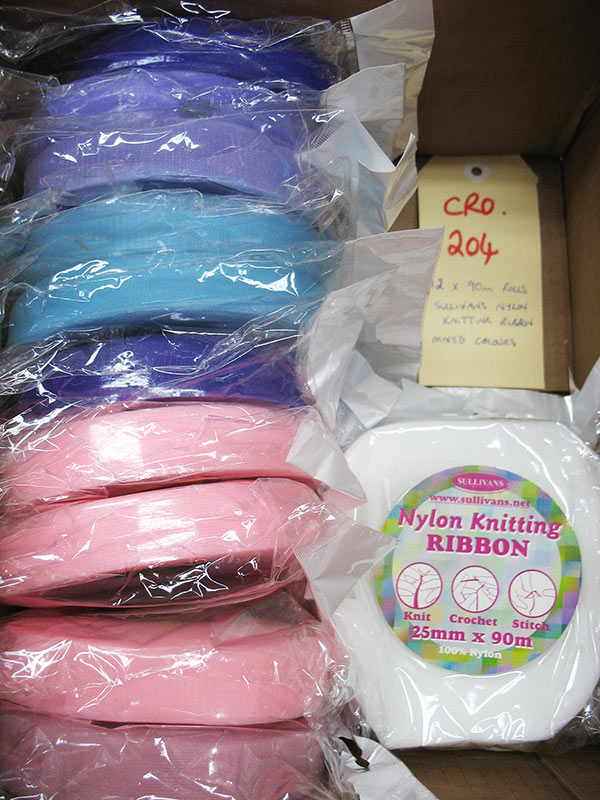 CRO.
204
12 x 90m ROLLS
SULLIVANS NYLON
KNITTING RIBBON
MIXED COLOURS
SULLIVANS
www.sullivans.net
Nylon Knitting
RIBBON
Knit Crochet Stitch
25mm x 90m
100% Nylon